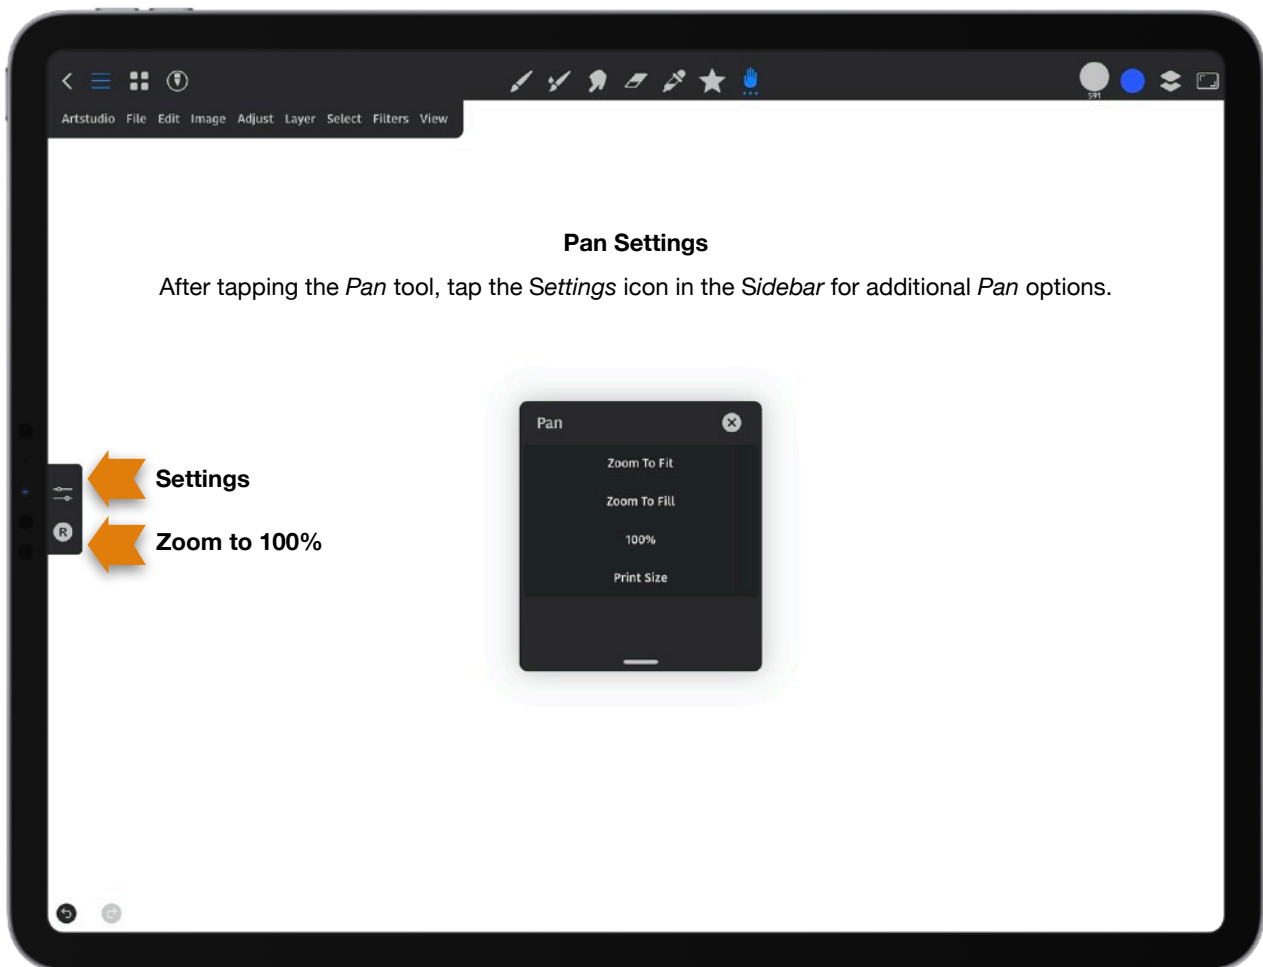 591
Artstudio File Edit Image Adjust Layer Select Filters View
Pan Settings
After tapping the Pan tool, tap the Settings icon in the Sidebar for additional Pan options.
Pan
Zoom To Fit
Zoom To Fill
100%
Print Size
Settings
R
Zoom to 100%